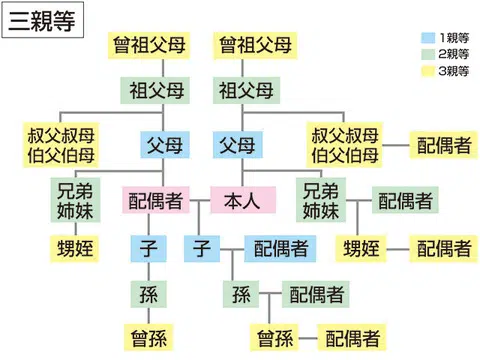 三親等
曾祖父母
曾祖父母
1親等
2親等
3親等
祖父母
祖父母
叔父叔母
伯父伯母
父母
父母
叔父叔母
伯父伯母
配偶者
兄弟
姉妹
配偶者
本人
兄弟
姉妹
配偶者
甥姪
子
子
配偶者
甥姪
配偶者
孫
孫
配偶者
曾孫
曾孫
配偶者